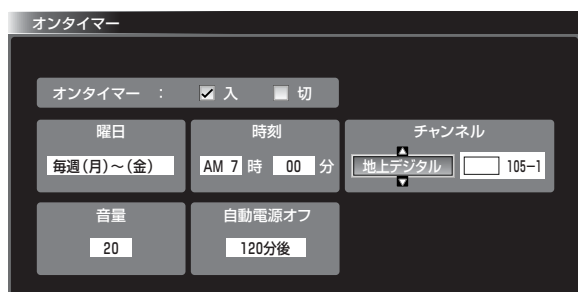 オンタイマー
オンタイマー : 入 切
曜日
毎週(月)~(金)
時刻
AM 7 時 00 分
チャンネル
地上デジタル 105-1
音量
20
自動電源オフ
120分後